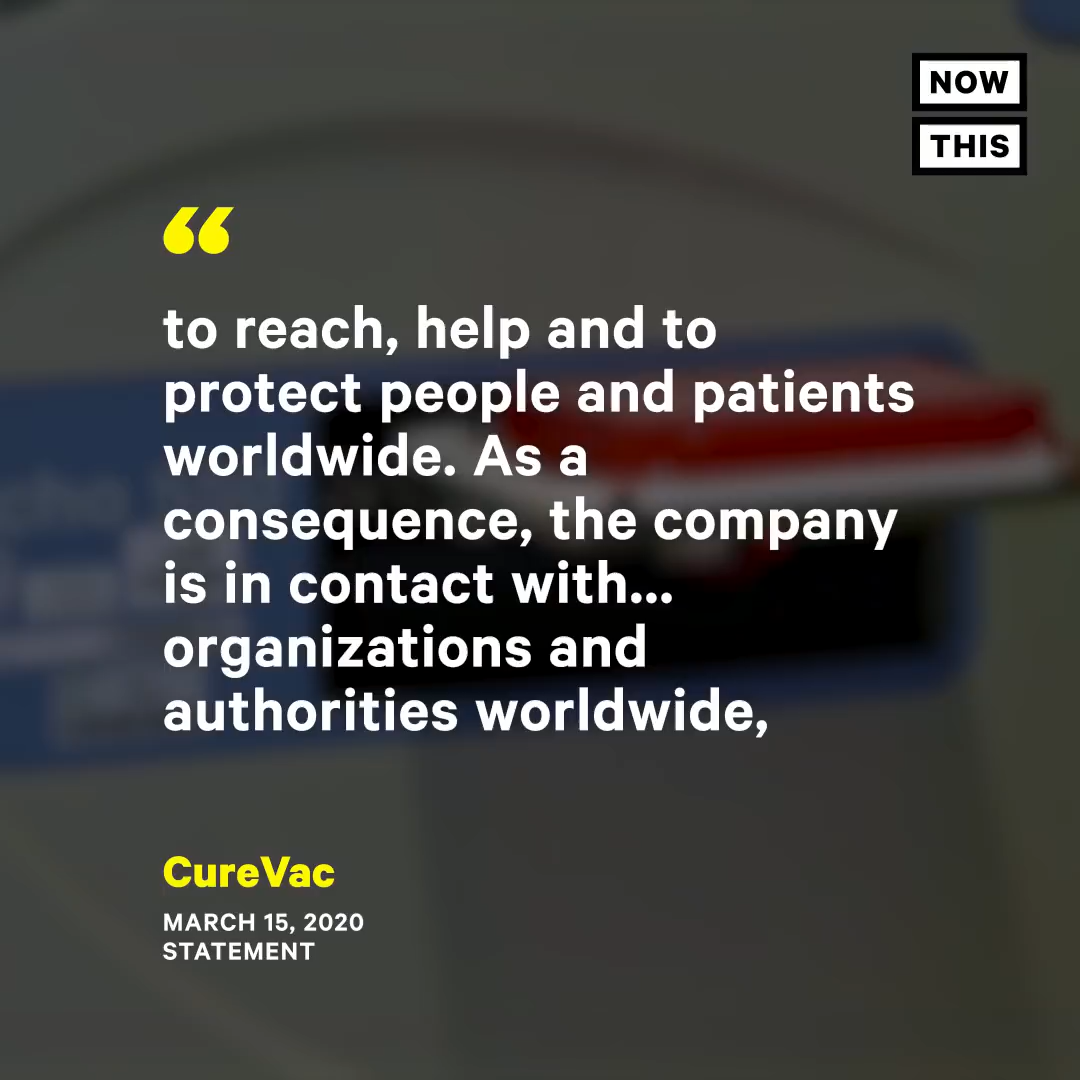 NOW
THIS
“
to reach, help and to
protect people and patients
worldwide. As a
consequence, the company
is in contact with...
organizations and
authorities worldwide,
CureVac
MARCH 15, 2020
STATEMENT